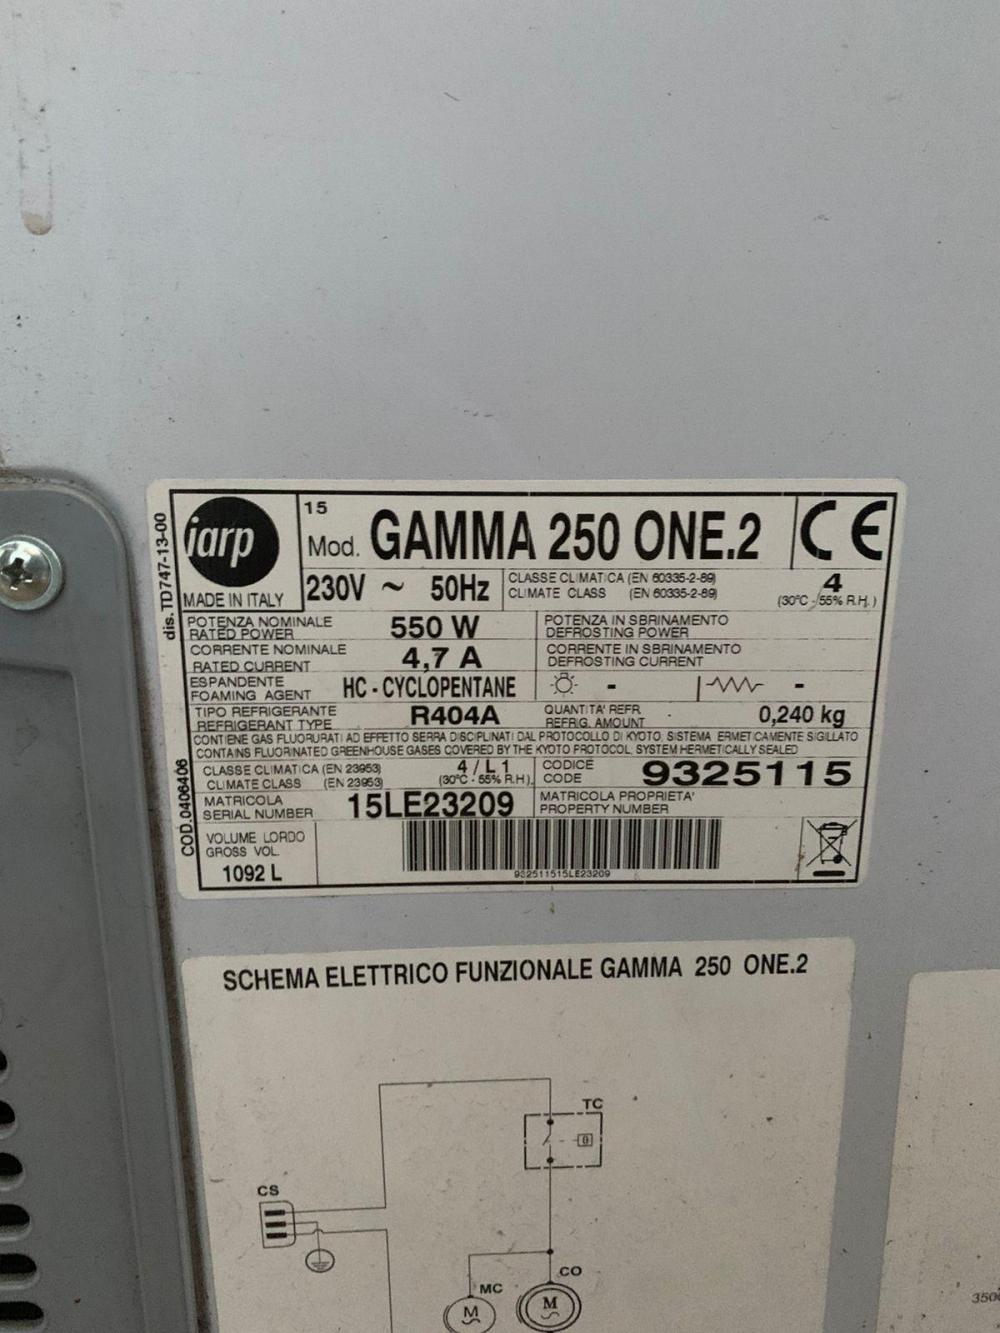 iarp
MADE IN ITALY
15
Mod. GAMMA 250 ONE.2
CE
230V ~ 50Hz
CLASSE CLIMATICA (EN 60335-2-89)
CLIMATE CLASS (EN 60335-2-89)
4
(30°C - 55% R.H.)
POTENZA NOMINALE
RATED POWER
550 W
POTENZA IN SBRINAMENTO
DEFROSTING POWER
CORRENTE NOMINALE
RATED CURRENT
4,7 A
CORRENTE IN SBRINAMENTO
DEFROSTING CURRENT
ESPANDENTE
FOAMING AGENT
HC - CYCLOPENTANE
-
-
TIPO REFRIGERANTE
REFRIGERANT TYPE
R404A
QUANTITA' REFR.
REFRIG. AMOUNT
0,240 kg
CONTIENE GAS FLUORURATI AD EFFETTO SERRA DISCIPLINATI DAL PROTOCOLLO DI KYOTO, SISTEMA ERMETICAMENTE SIGILLATO
CONTAINS FLUORINATED GREENHOUSE GASES COVERED BY THE KYOTO PROTOCOL, SYSTEM HERMETICALLY SEALED
CLASSE CLIMATICA (EN 23953)
CLIMATE CLASS (EN 23953)
4 / L1
(30°C - 55% R.H.)
CODICE
CODE
9325115
MATRICOLA
SERIAL NUMBER
15LE23209
MATRICOLA PROPRIETA'
PROPERTY NUMBER
VOLUME LORDO
GROSS VOL.
1092 L
932511515LE23209
dis. TD747-13-00
COD.0406406
SCHEMA ELETTRICO FUNZIONALE GAMMA 250 ONE.2
TC
θ
CS
MC
CO
M
M